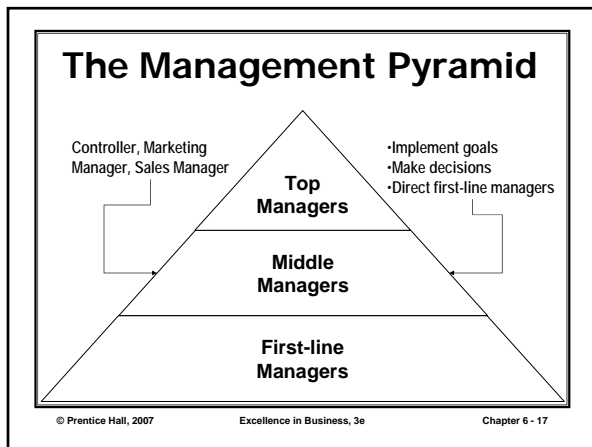 The Management Pyramid
Controller, Marketing
Manager, Sales Manager
•Implement goals
•Make decisions
•Direct first-line managers
Top
Managers
Middle
Managers
First-line
Managers
© Prentice Hall, 2007 Excellence in Business, 3e Chapter 6 - 17